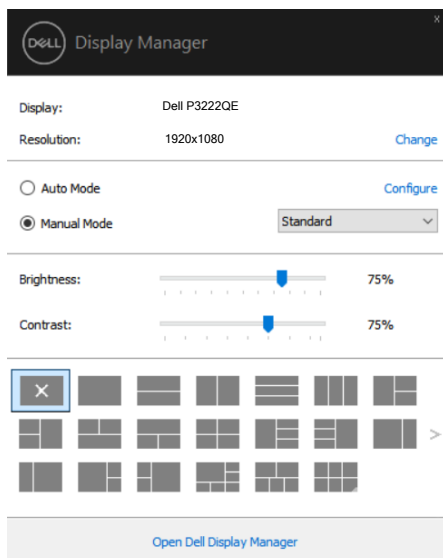 DELL Display Manager
Display: Dell P3222QE
Resolution: 1920x1080 Change
Auto Mode Configure
Manual Mode Standard
Brightness: 75%
Contrast: 75%
Open Dell Display Manager